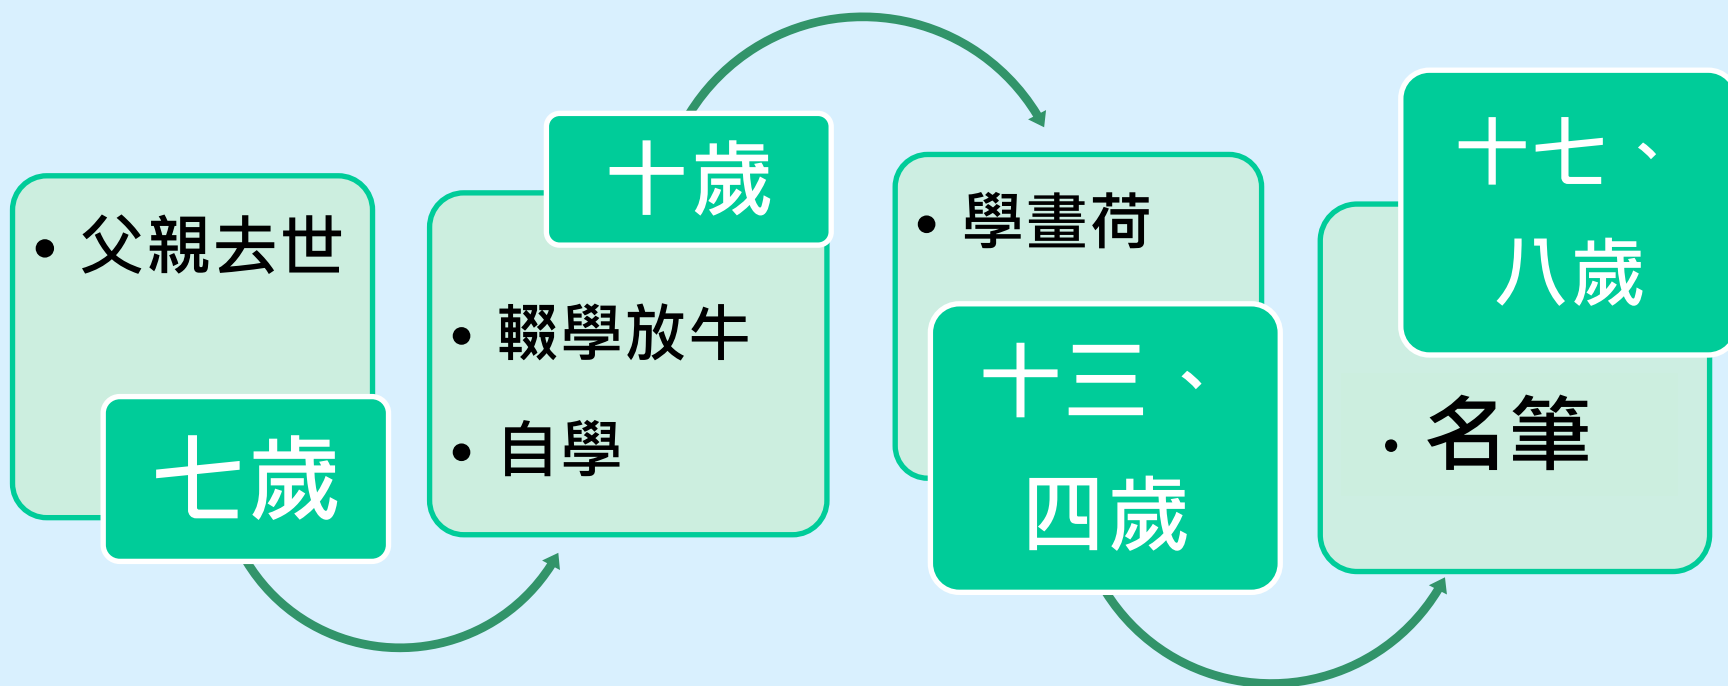 • 父親去世
七歲
十歲
• 輟學放牛
• 自學
• 學畫荷
十三、
四歲
十七、
八歲
• 名筆